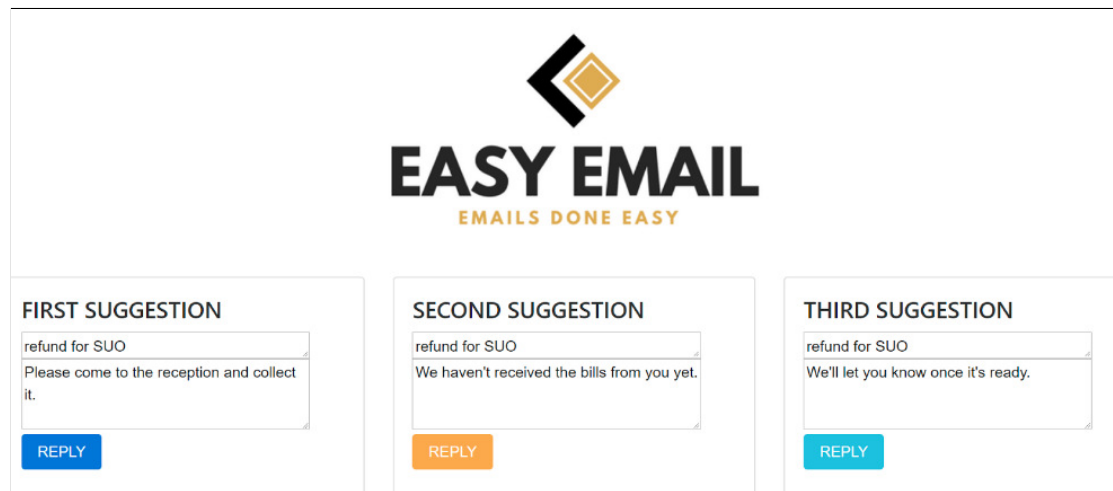 EASY EMAIL
EMAILS DONE EASY
FIRST SUGGESTION
refund for SUO
Please come to the reception and collect
it.
REPLY
SECOND SUGGESTION
refund for SUO
We haven't received the bills from you yet.
REPLY
THIRD SUGGESTION
refund for SUO
We'll let you know once it's ready.
REPLY